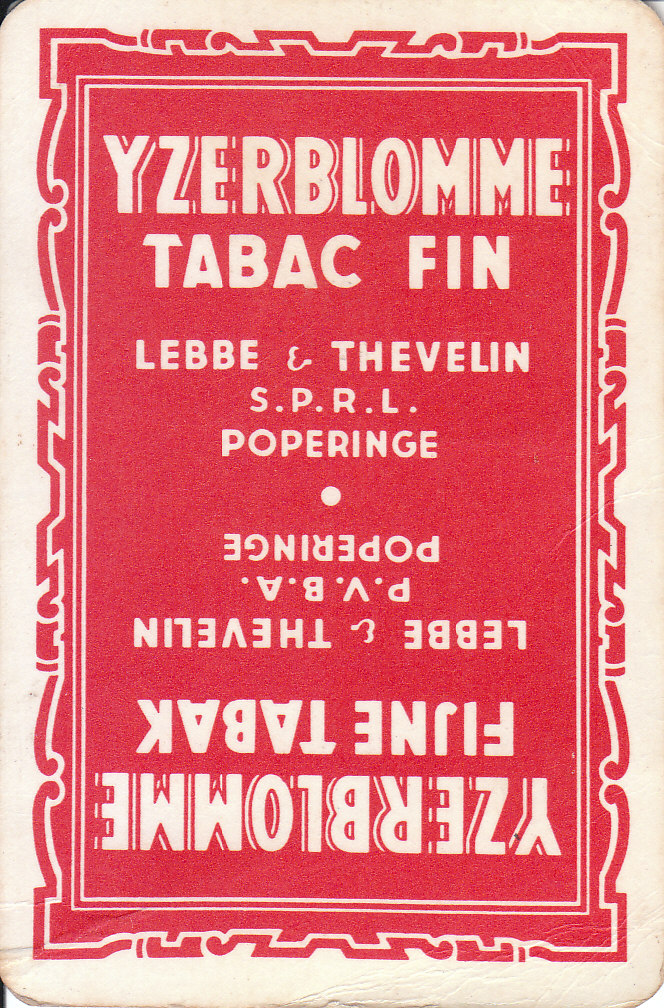 YZERBLOMME
TABAC FIN
LEBBE & THEVELIN
S.P.R.L.
POPERINGE
YZERBLOMME
FIJNE TABAK
LEBBE & THEVELIN
P.V.B.A.
POPERINGE